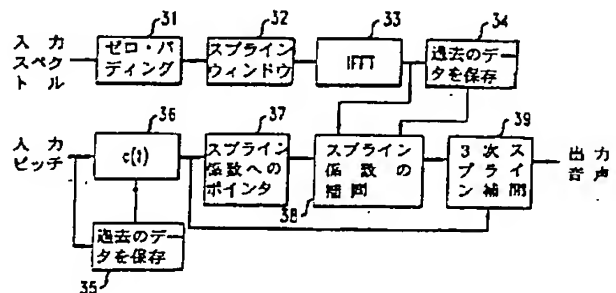 31
32
33
34
入力
スペク
トル
ゼロ・パ
ディング
スプライン
ウィンドウ
IFFT
過去のデー
タを保存
36
37
39
入力
ピッチ
c(t)
スプライン
係数への
ポインタ
スプライン
係数の
補間
38
3次ス
プライ
ン補間
出力
音声
過去のデー
タを保存
35